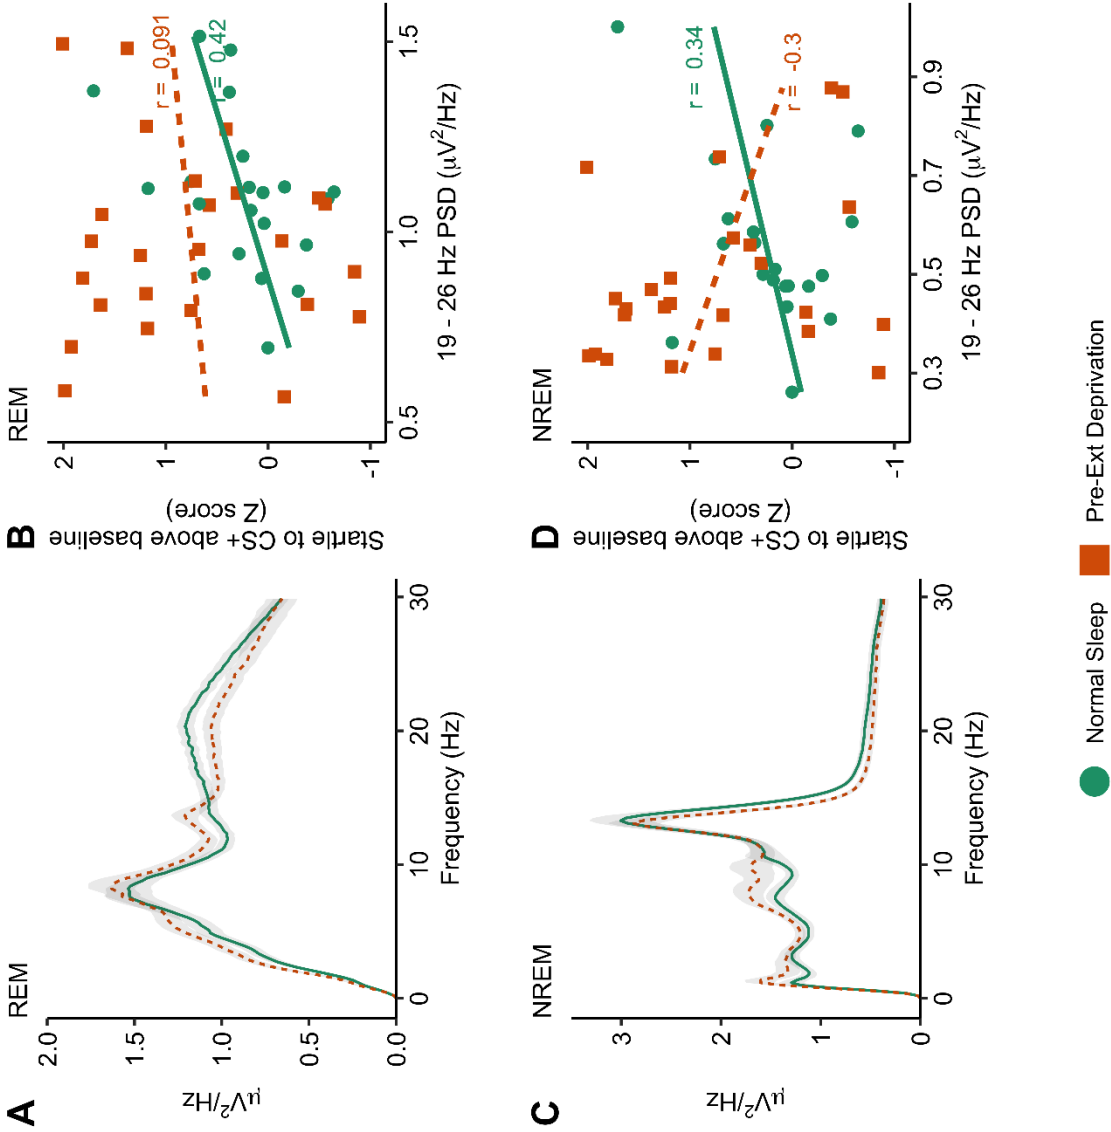 A
REM
μV²/Hz
2.0
1.5
1.0
0.5
0.0
0
10
20
30
Frequency (Hz)
B
REM
Startle to CS+ above baseline
(Z score)
2
1
0
-1
r = 0.091
r = 0.42
0.5
1.0
1.5
19 - 26 Hz PSD (μV²/Hz)
C
NREM
μV²/Hz
3
2
1
0
0
10
20
30
Frequency (Hz)
D
NREM
Startle to CS+ above baseline
(Z score)
2
1
0
-1
r = 0.34
r = -0.3
0.3
0.5
0.7
0.9
19 - 26 Hz PSD (μV²/Hz)
Normal Sleep
Pre-Ext Deprivation